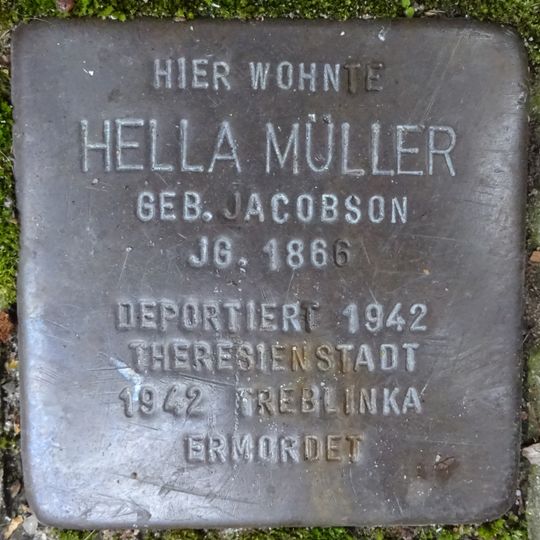 HIER WOHNTE
HELLA MÜLLER
GEB. JACOBSON
JG. 1866
DEPORTIERT 1942
THERESIENSTADT
1942 TREBLINKA
ERMORDET